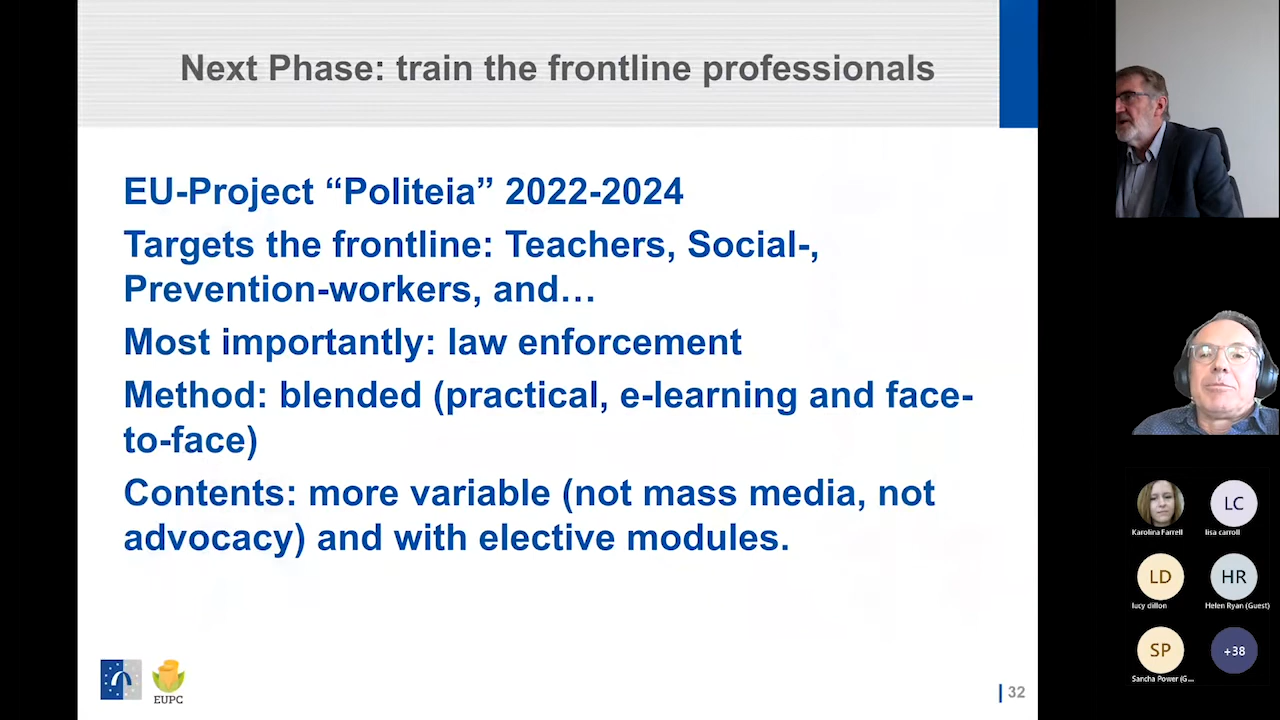 Next Phase: train the frontline professionals
EU-Project “Politeia” 2022-2024
Targets the frontline: Teachers, Social-,
Prevention-workers, and…
Most importantly: law enforcement
Method: blended (practical, e-learning and face-
to-face)
Contents: more variable (not mass media, not
advocacy) and with elective modules.
EUPC
32
Karolina Farrell
LC
lisa carroll
LD
lucy dillon
HR
Helen Ryan (Guest)
SP
Sancha Power (G...
+38